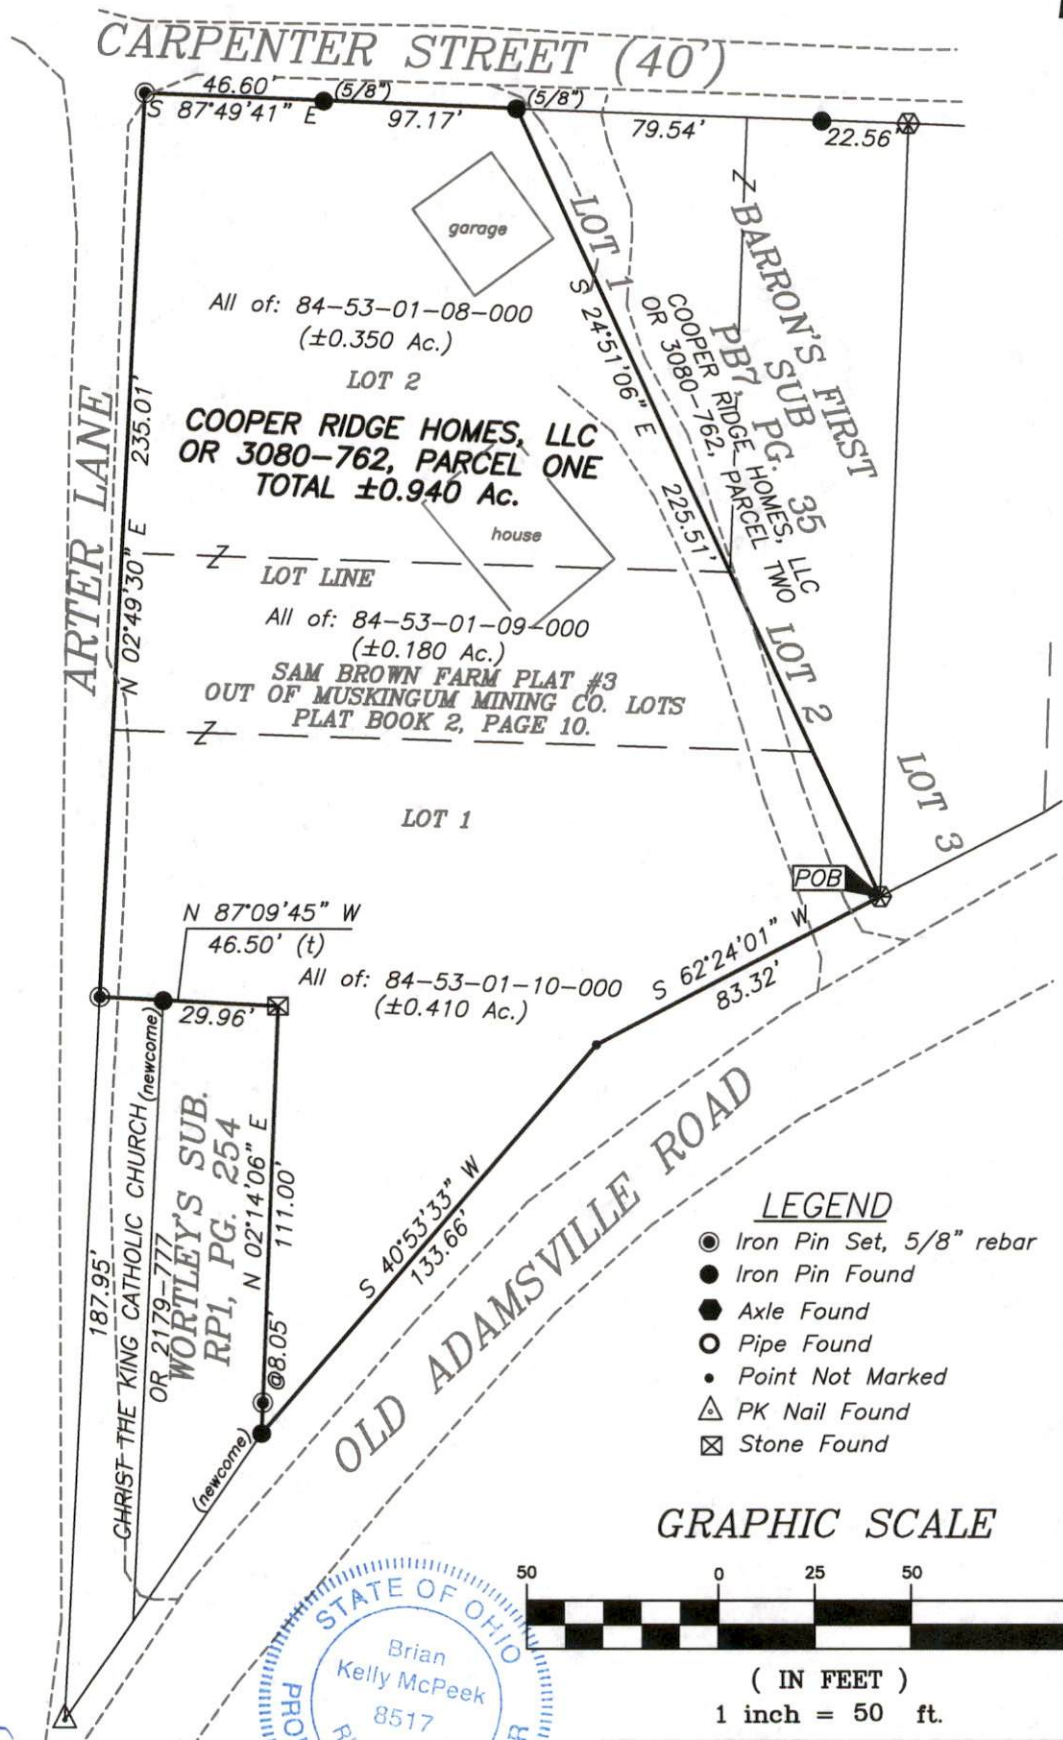 CARPENTER STREET (40')
46.60'
(5/8")
(5/8")
S 87°49'41" E
97.17'
79.54'
22.56'
garage
LOT 1
BARRON'S FIRST
SUB
PB7, PG. 35
COOPER RIDGE HOMES, LLC
OR 3080-762, PARCEL TWO
S 24°51'06" E
225.51'
All of: 84-53-01-08-000
(±0.350 Ac.)
LOT 2
COOPER RIDGE HOMES, LLC
OR 3080-762, PARCEL ONE
TOTAL ±0.940 Ac.
house
ARTER LANE
N 02°49'30" E
235.01'
LOT LINE
All of: 84-53-01-09-000
(±0.180 Ac.)
SAM BROWN FARM PLAT #3
OUT OF MUSKINGUM MINING CO. LOTS
PLAT BOOK 2, PAGE 10.
LOT 2
LOT 3
LOT 1
POB
N 87°09'45" W
46.50' (t)
All of: 84-53-01-10-000
(±0.410 Ac.)
29.96'
S 62°24'01" W
83.32'
(newcome)
187.95'
CHRIST THE KING CATHOLIC CHURCH
OR 2179-777
WORTLEY'S SUB.
RP1, PG. 254
N 02°14'06" E
111.00'
@8.05'
S 40°53'33" W
133.66'
(newcome)
OLD ADAMSVILLE ROAD
LEGEND
Iron Pin Set, 5/8" rebar
Iron Pin Found
Axle Found
Pipe Found
Point Not Marked
PK Nail Found
Stone Found
GRAPHIC SCALE
50 0 25 50
( IN FEET )
1 inch = 50 ft.
STATE OF OHIO
Brian
Kelly McPeek
8517